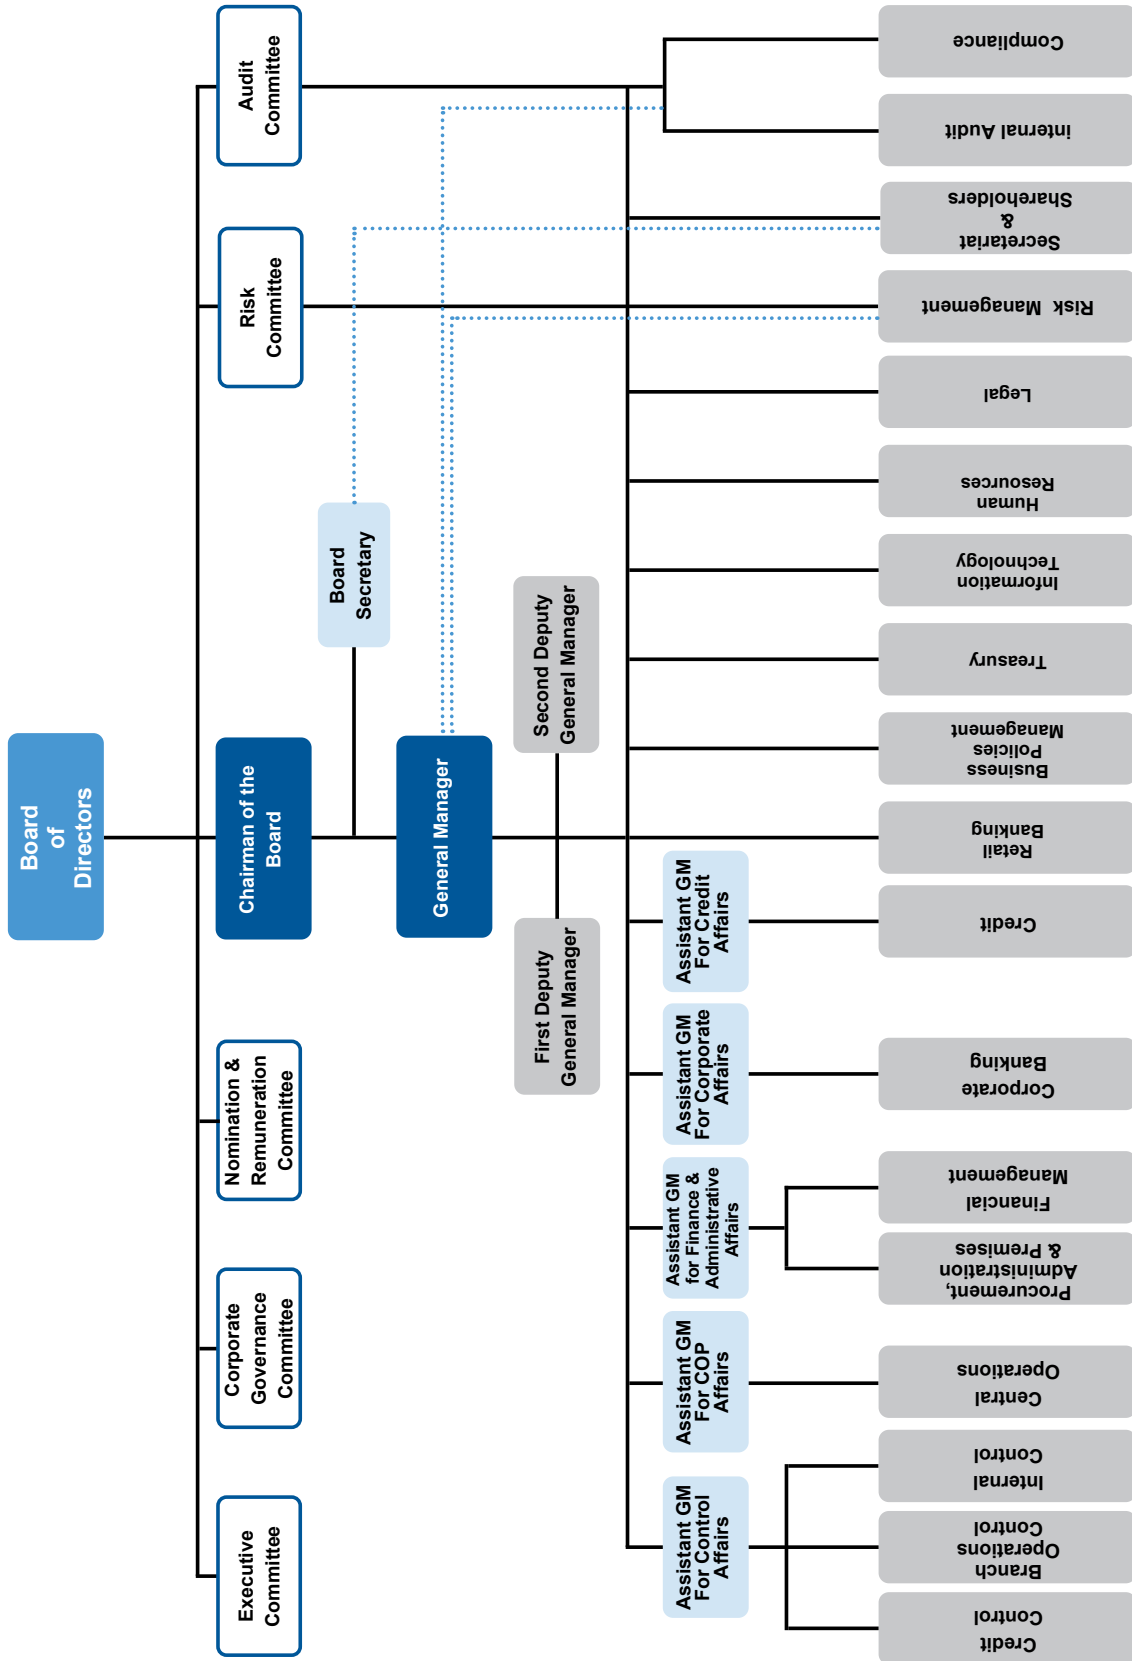 Board
of
Directors
Executive
Committee
Corporate
Governance
Committee
Nomination &
Remuneration
Committee
Chairman of the
Board
Risk
Committee
Audit
Committee
Board
Secretary
General Manager
First Deputy
General Manager
Second Deputy
General Manager
Assistant GM
For Control
Affairs
Assistant GM
For COP
Affairs
Assistant GM
for Finance &
Administrative
Affairs
Assistant GM
For Corporate
Affairs
Assistant GM
For Credit
Affairs
Credit
Control
Branch
Operations
Control
Internal
Control
Central
Operations
Procurement,
Administration
& Premises
Financial
Management
Corporate
Banking
Credit
Retail
Banking
Business
Policies
Management
Treasury
Information
Technology
Human
Resources
Legal
Risk Management
Secretariat
&
Shareholders
internal Audit
Compliance